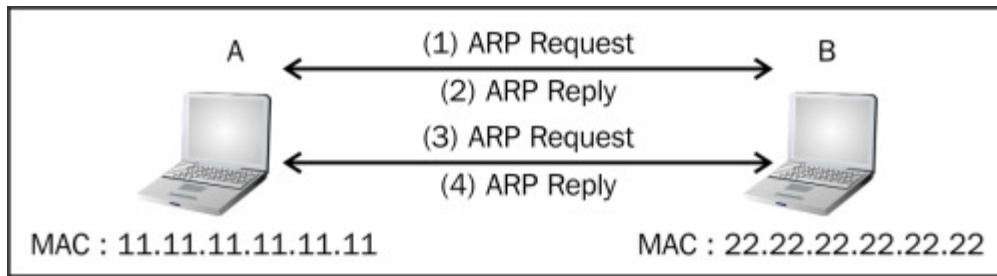 A
(1) ARP Request
B
(2) ARP Reply
(3) ARP Request
(4) ARP Reply
MAC : 11.11.11.11.11.11
MAC : 22.22.22.22.22.22